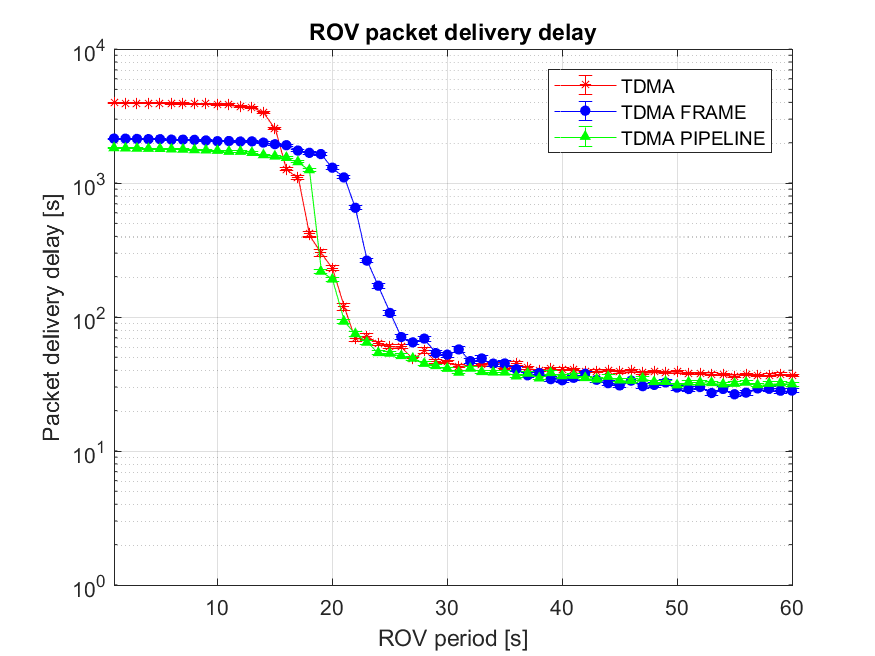 ROV packet delivery delay
TDMA
TDMA FRAME
TDMA PIPELINE
Packet delivery delay [s]
10^4
10^3
10^2
10^1
10^0
10 20 30 40 50 60
ROV period [s]